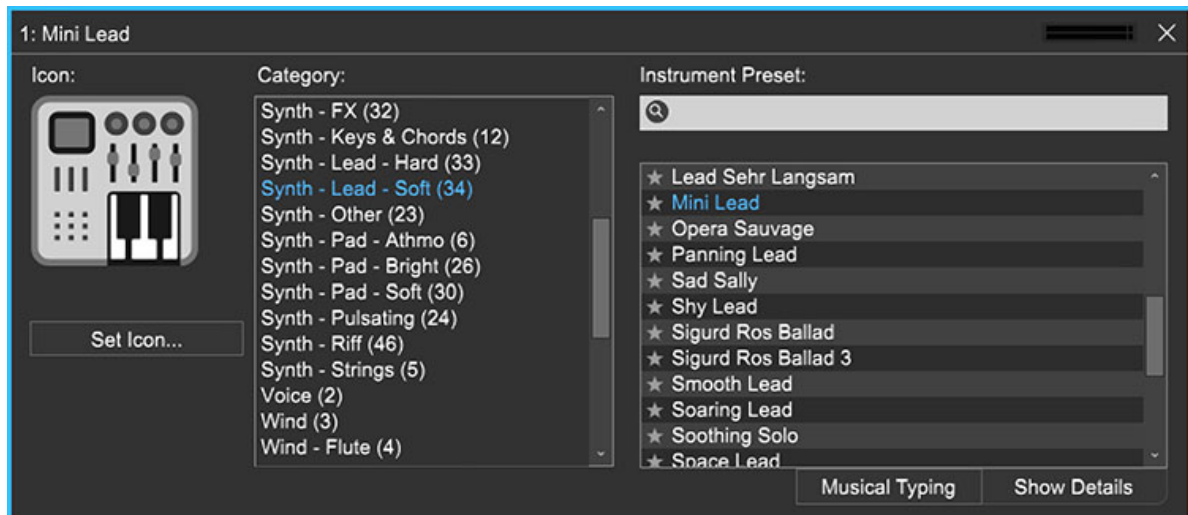 1: Mini Lead
Icon:
Set Icon...
Category:
Synth - FX (32)
Synth - Keys & Chords (12)
Synth - Lead - Hard (33)
Synth - Lead - Soft (34)
Synth - Other (23)
Synth - Pad - Athmo (6)
Synth - Pad - Bright (26)
Synth - Pad - Soft (30)
Synth - Pulsating (24)
Synth - Riff (46)
Synth - Strings (5)
Voice (2)
Wind (3)
Wind - Flute (4)
Instrument Preset:
Lead Sehr Langsam
Mini Lead
Opera Sauvage
Panning Lead
Sad Sally
Shy Lead
Sigurd Ros Ballad
Sigurd Ros Ballad 3
Smooth Lead
Soaring Lead
Soothing Solo
Space Lead
Musical Typing
Show Details